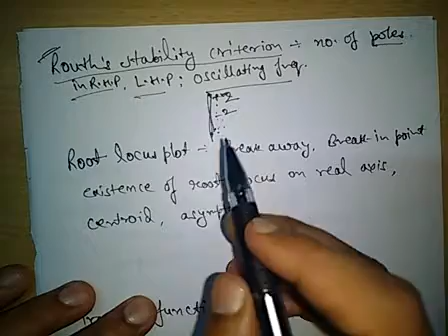 Routh's stability criterion ÷ no. of poles.
in R.H.P, L.H.P; oscillating freq.
Root locus plot ÷ away, Break-in point
existence of root locus on real axis,
centroid,
functi